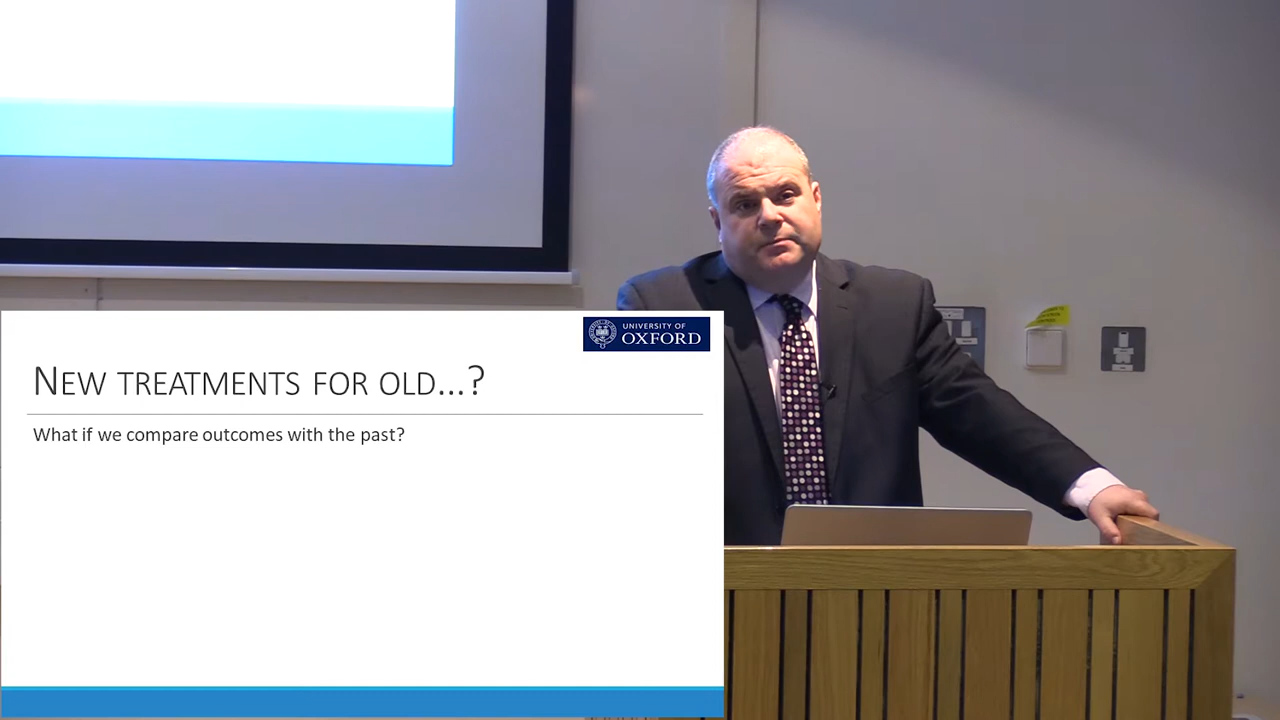 UNIVERSITY OF
OXFORD
NEW TREATMENTS FOR OLD...?
What if we compare outcomes with the past?